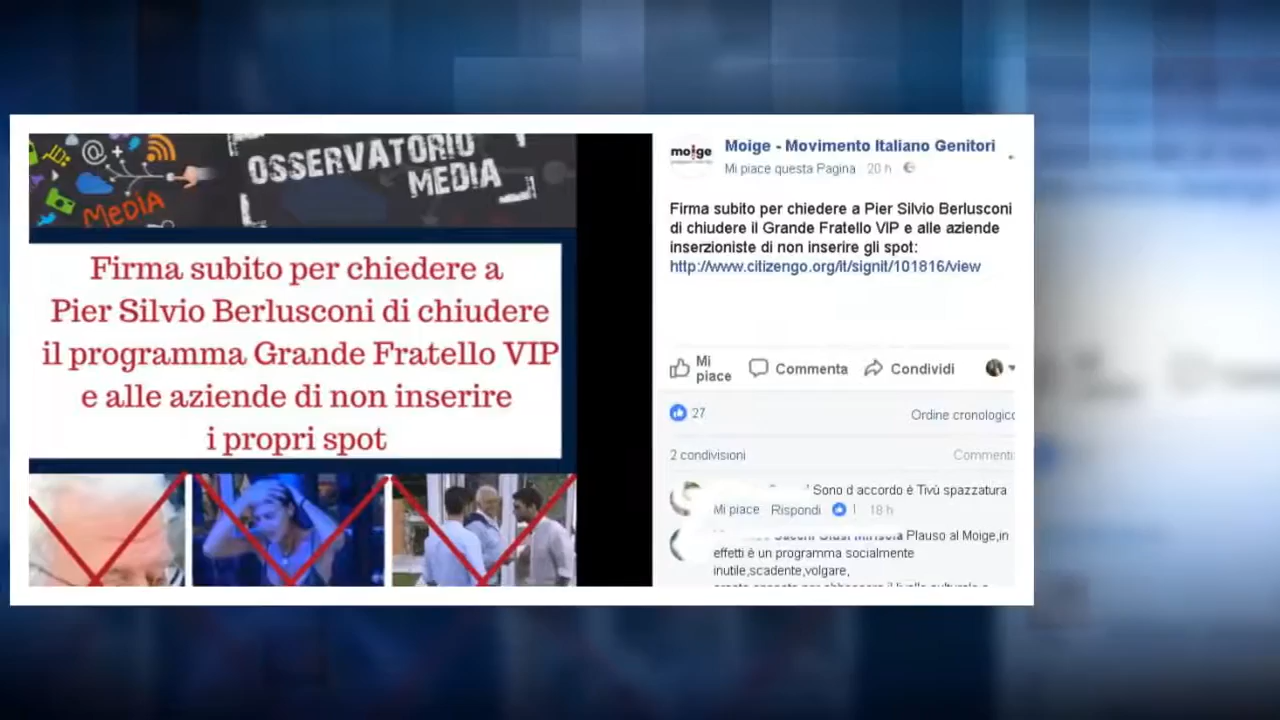 OSSERVATORIO
MEDIA
MEDIA
Firma subito per chiedere a
Pier Silvio Berlusconi di chiudere
il programma Grande Fratello VIP
e alle aziende di non inserire
i propri spot
moige
Moige - Movimento Italiano Genitori
Mi piace questa Pagina 20 h
Firma subito per chiedere a Pier Silvio Berlusconi
di chiudere il Grande Fratello VIP e alle aziende
inserzioniste di non inserire gli spot:
http://www.citizengo.org/it/signit/101816/view
Mi piace
Commenta
Condividi
27
Ordine cronologico
2 condivisioni
Commenti
Sono d accordo è Tivù spazzatura
Mi piace Rispondi 1 18 h
Plauso al Moige,in
effetti è un programma socialmente
inutile,scadente,volgare,